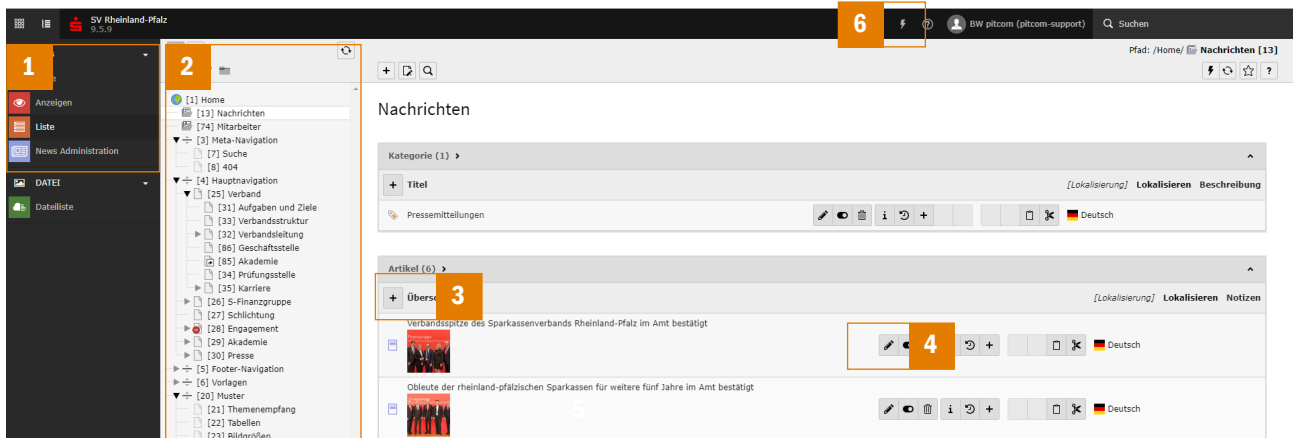 SV Rheinland-Pfalz
9.5.9
6
BW pitcom (pitcom-support)
Suchen
1
Anzeigen
Liste
News Administration
DATEI
Dateiliste
2
[1] Home
[13] Nachrichten
[74] Mitarbeiter
[3] Meta-Navigation
[7] Suche
[8] 404
[4] Hauptnavigation
[25] Verband
[31] Aufgaben und Ziele
[33] Verbandsstruktur
[32] Verbandsleitung
[86] Geschäftsstelle
[85] Akademie
[34] Prüfungsstelle
[35] Karriere
[26] S-Finanzgruppe
[27] Schlichtung
[28] Engagement
[29] Akademie
[30] Presse
[5] Footer-Navigation
[6] Vorlagen
[20] Muster
[21] Themenempfang
[22] Tabellen
[23] Bildgrößen
Pfad: /Home/ Nachrichten [13]
Nachrichten
Kategorie (1) >
+ Titel [Lokalisierung] Lokalisieren Beschreibung
Pressemitteilungen Deutsch
Artikel (6) >
3
+ [Lokalisierung] Lokalisieren Notizen
Verbandsspitze des Sparkassenverbands Rheinland-Pfalz im Amt bestätigt
4
Deutsch
Obleute der rheinland-pfälzischen Sparkassen für weitere fünf Jahre im Amt bestätigt
5
Deutsch